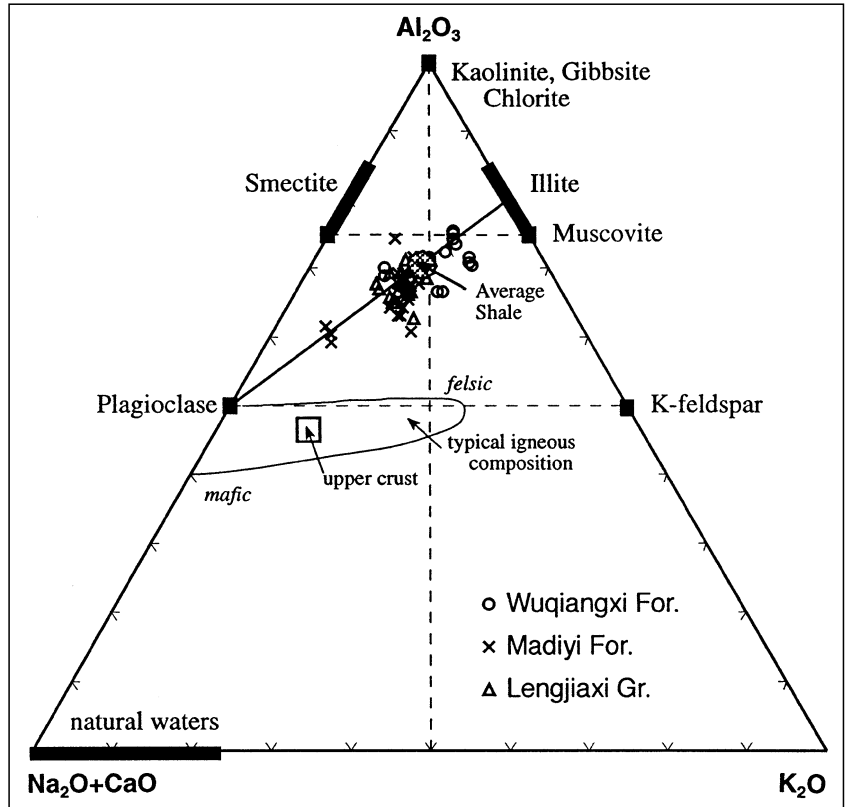 Al₂O₃
Kaolinite, Gibbsite
Chlorite
Smectite
Illite
Muscovite
Average
Shale
Plagioclase
felsic
K-feldspar
typical igneous
composition
upper crust
mafic
Wuqiangxi For.
Madiyi For.
Lengjiaxi Gr.
natural waters
Na₂O+CaO
K₂O